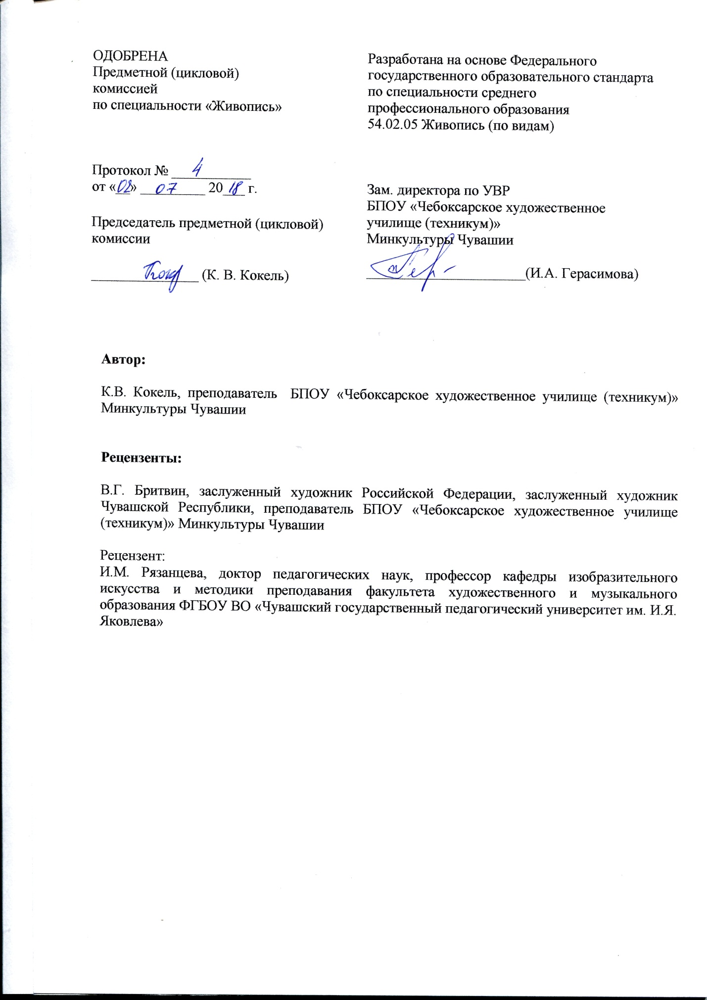 ОДОБРЕНА
Предметной (цикловой)
комиссией
по специальности «Живопись»
Протокол № 4
от «02» 07 2018 г.
Председатель предметной (цикловой)
комиссии
(К. В. Кокель)
Разработана на основе Федерального
государственного образовательного стандарта
по специальности среднего
профессионального образования
54.02.05 Живопись (по видам)
Зам. директора по УВР
БПОУ «Чебоксарское художественное
училище (техникум)»
Минкультуры Чувашии
(И.А. Герасимова)
Автор:
К.В. Кокель, преподаватель БПОУ «Чебоксарское художественное училище (техникум)»
Минкультуры Чувашии
Рецензенты:
В.Г. Бритвин, заслуженный художник Российской Федерации, заслуженный художник
Чувашской Республики, преподаватель БПОУ «Чебоксарское художественное училище
(техникум)» Минкультуры Чувашии
Рецензент:
И.М. Рязанцева, доктор педагогических наук, профессор кафедры изобразительного
искусства и методики преподавания факультета художественного и музыкального
образования ФГБОУ ВО «Чувашский государственный педагогический университет им. И.Я.
Яковлева»